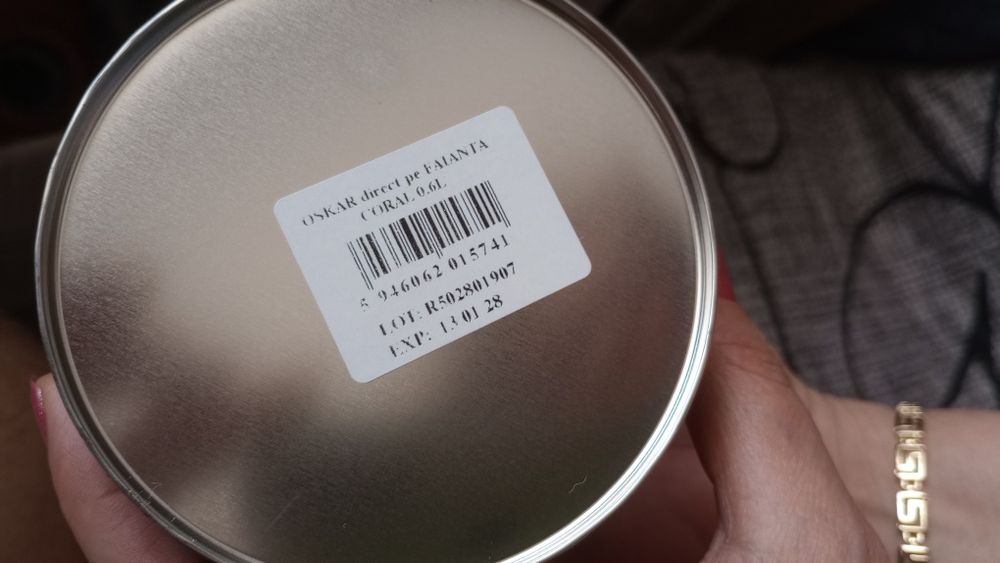 OSKAR direct pe FAIANTA
CORAL 0.6L
5 946062 015741
LOT: R502801907
EXP: 13 01 28